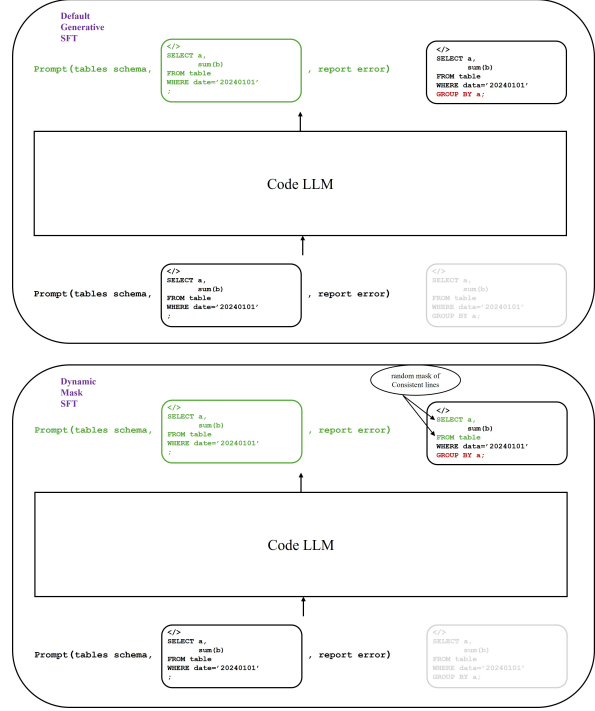 Default
Generative
SFT
Prompt(tables schema,
</>
SELECT a,
sum(b)
FROM table
WHERE date='20240101'
;
, report error)
</>
SELECT a,
sum(b)
FROM table
WHERE data='20240101'
GROUP BY a;
Code LLM
Prompt(tables schema,
</>
SELECT a,
sum(b)
FROM table
WHERE date='20240101'
;
, report error)
</>
SELECT a,
sum(b)
FROM table
WHERE data='20240101'
GROUP BY a;
Dynamic
Mask
SFT
random mask of
Consistent lines
Prompt(tables schema,
</>
SELECT a,
sum(b)
FROM table
WHERE date='20240101'
;
, report error)
</>
SELECT a,
sum(b)
FROM table
WHERE data='20240101'
GROUP BY a;
Code LLM
Prompt(tables schema,
</>
SELECT a,
sum(b)
FROM table
WHERE date='20240101'
;
, report error)
</>
SELECT a,
sum(b)
FROM table
WHERE data='20240101'
GROUP BY a;